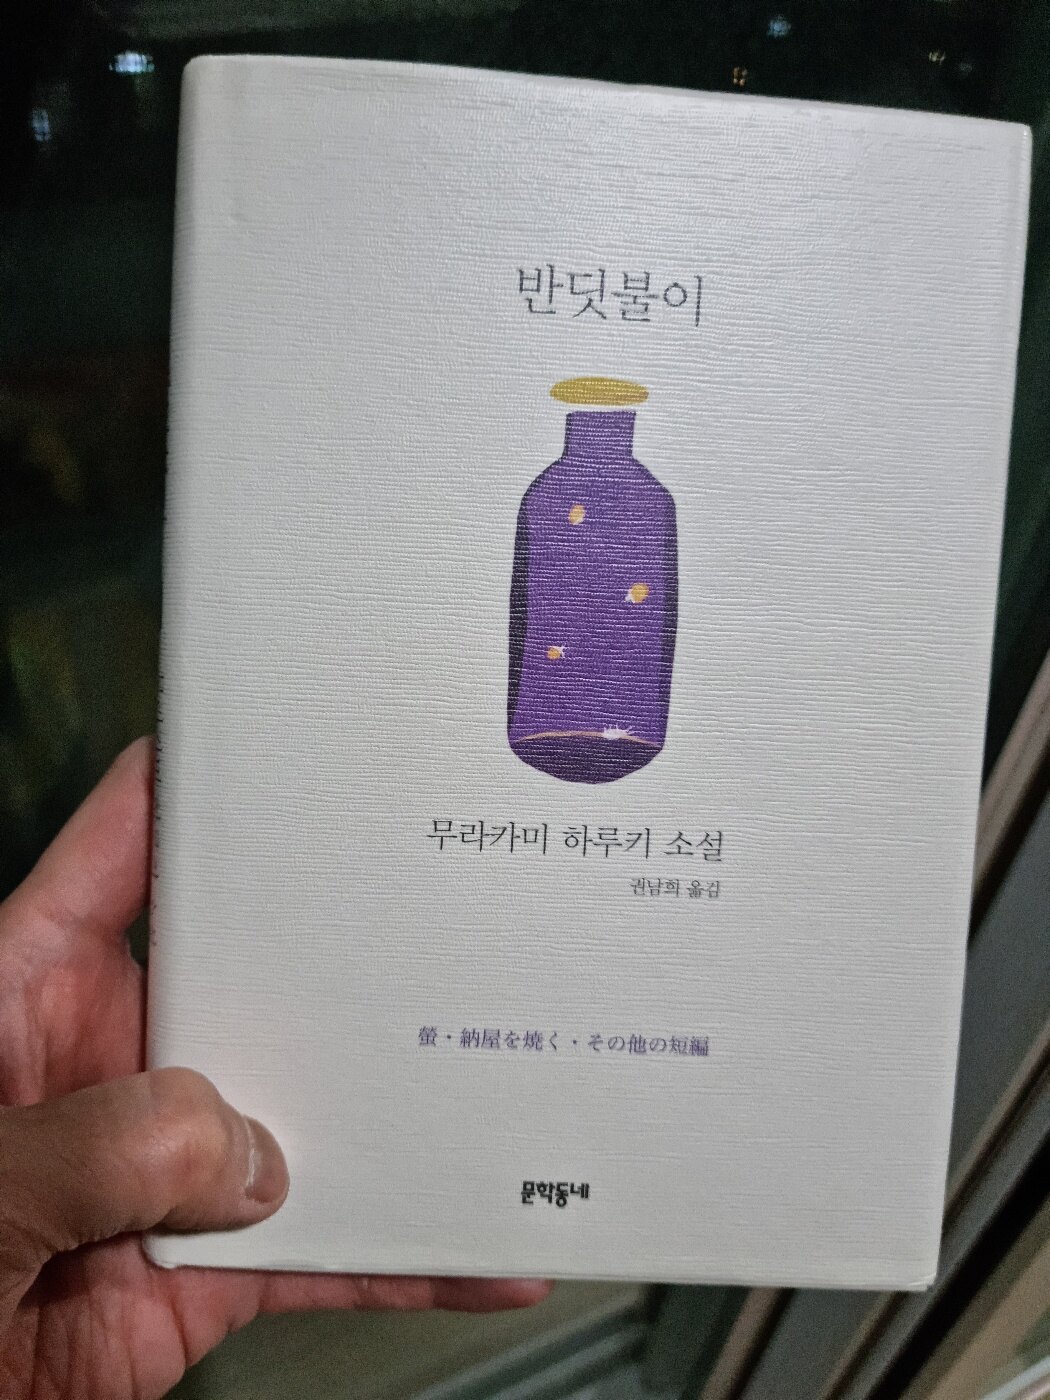 반딧불이
무라카미 하루키 소설
권남희 옮김
螢・納屋を焼く・その他の短編
문학동네